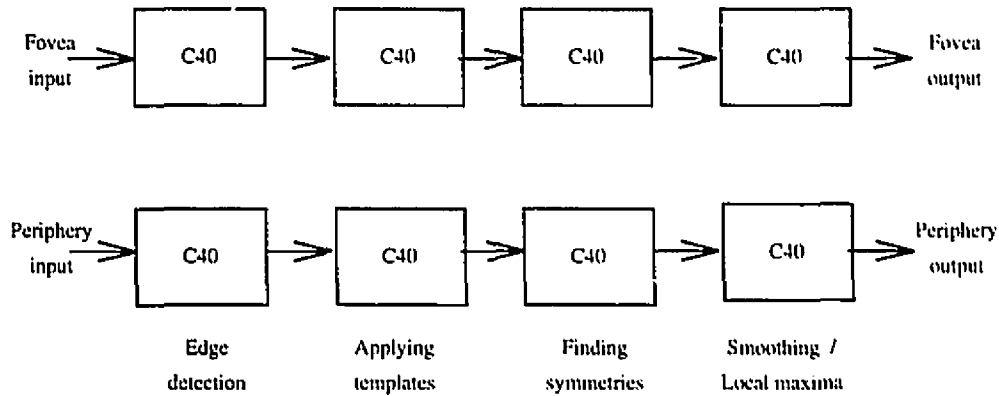 Fovea
input
C40
C40
C40
C40
Fovea
output
Periphery
input
C40
C40
C40
C40
Periphery
output
Edge
detection
Applying
templates
Finding
symmetries
Smoothing /
Local maxima